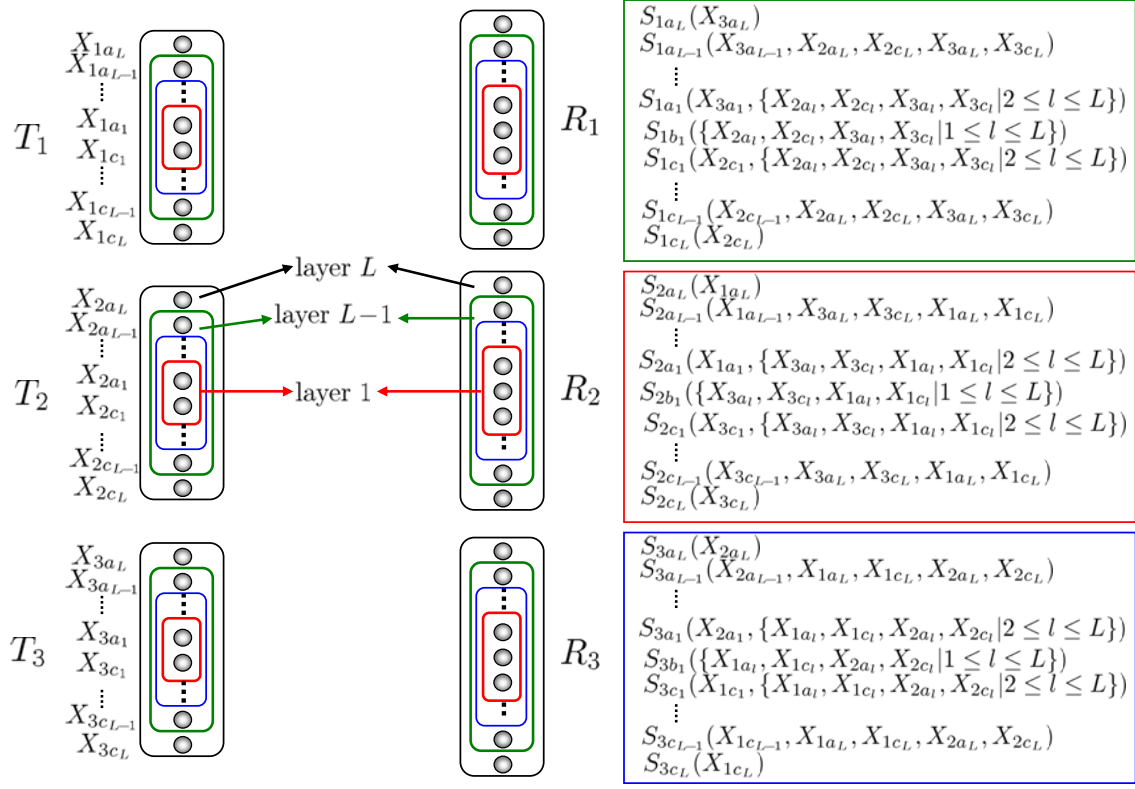 X_{1a_L}
X_{1a_{L-1}}
T_1
X_{1a_1}
X_{1c_1}
X_{1c_{L-1}}
X_{1c_L}
R_1
S_{1a_L}(X_{3a_L})
S_{1a_{L-1}}(X_{3a_{L-1}}, X_{2a_L}, X_{2c_L}, X_{3a_L}, X_{3c_L})
S_{1a_1}(X_{3a_1}, {X_{2a_l}, X_{2c_l}, X_{3a_l}, X_{3c_l}|2 ≤ l ≤ L})
S_{1b_1}({X_{2a_l}, X_{2c_l}, X_{3a_l}, X_{3c_l}|1 ≤ l ≤ L})
S_{1c_1}(X_{2c_1}, {X_{2a_l}, X_{2c_l}, X_{3a_l}, X_{3c_l}|2 ≤ l ≤ L})
S_{1c_{L-1}}(X_{2c_{L-1}}, X_{2a_L}, X_{2c_L}, X_{3a_L}, X_{3c_L})
S_{1c_L}(X_{2c_L})
layer L
layer L-1
layer 1
X_{2a_L}
X_{2a_{L-1}}
T_2
X_{2a_1}
X_{2c_1}
X_{2c_{L-1}}
X_{2c_L}
R_2
S_{2a_L}(X_{1a_L})
S_{2a_{L-1}}(X_{1a_{L-1}}, X_{3a_L}, X_{3c_L}, X_{1a_L}, X_{1c_L})
S_{2a_1}(X_{1a_1}, {X_{3a_l}, X_{3c_l}, X_{1a_l}, X_{1c_l}|2 ≤ l ≤ L})
S_{2b_1}({X_{3a_l}, X_{3c_l}, X_{1a_l}, X_{1c_l}|1 ≤ l ≤ L})
S_{2c_1}(X_{3c_1}, {X_{3a_l}, X_{3c_l}, X_{1a_l}, X_{1c_l}|2 ≤ l ≤ L})
S_{2c_{L-1}}(X_{3c_{L-1}}, X_{3a_L}, X_{3c_L}, X_{1a_L}, X_{1c_L})
S_{2c_L}(X_{3c_L})
X_{3a_L}
X_{3a_{L-1}}
T_3
X_{3a_1}
X_{3c_1}
X_{3c_{L-1}}
X_{3c_L}
R_3
S_{3a_L}(X_{2a_L})
S_{3a_{L-1}}(X_{2a_{L-1}}, X_{1a_L}, X_{1c_L}, X_{2a_L}, X_{2c_L})
S_{3a_1}(X_{2a_1}, {X_{1a_l}, X_{1c_l}, X_{2a_l}, X_{2c_l}|2 ≤ l ≤ L})
S_{3b_1}({X_{1a_l}, X_{1c_l}, X_{2a_l}, X_{2c_l}|1 ≤ l ≤ L})
S_{3c_1}(X_{1c_1}, {X_{1a_l}, X_{1c_l}, X_{2a_l}, X_{2c_l}|2 ≤ l ≤ L})
S_{3c_{L-1}}(X_{1c_{L-1}}, X_{1a_L}, X_{1c_L}, X_{2a_L}, X_{2c_L})
S_{3c_L}(X_{1c_L})